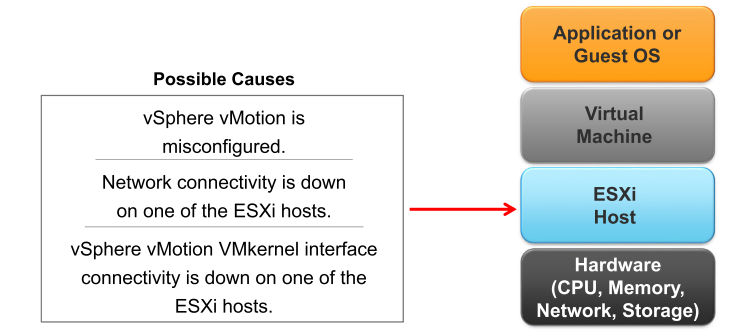 Possible Causes
vSphere vMotion is
misconfigured.
Network connectivity is down
on one of the ESXi hosts.
vSphere vMotion VMkernel interface
connectivity is down on one of the
ESXi hosts.
Application or
Guest OS
Virtual
Machine
ESXi
Host
Hardware
(CPU, Memory,
Network, Storage)